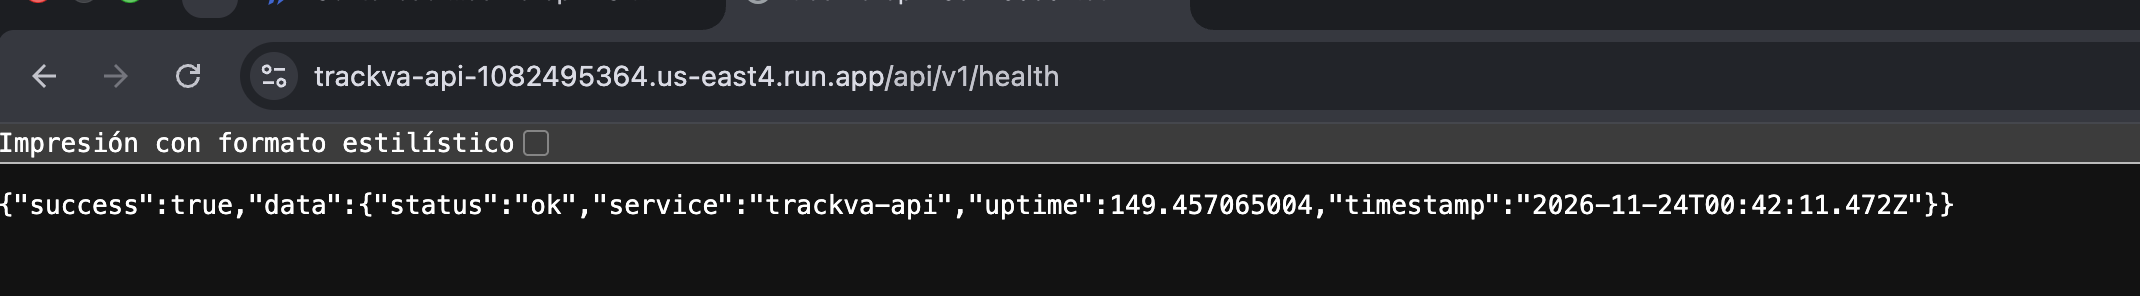 trackva-api-1082495364.us-east4.run.app/api/v1/health
Impresión con formato estilístico
{"success":true,"data":{"status":"ok","service":"trackva-api","uptime":149.457065004,"timestamp":"2026-11-24T00:42:11.472Z"}}